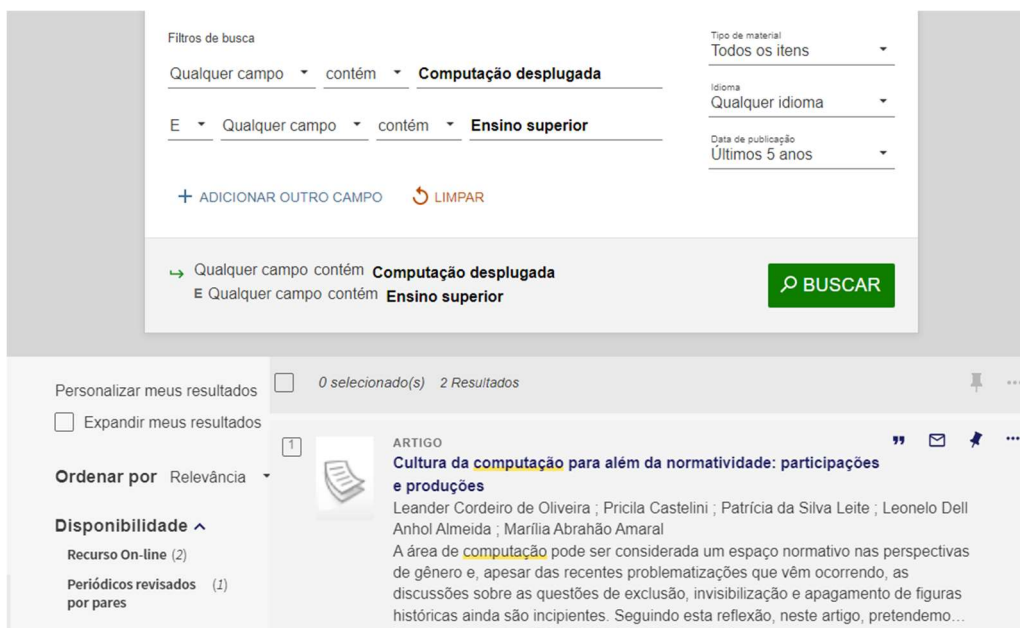 Filtros de busca
Qualquer campo contém Computação desplugada
E Qualquer campo contém Ensino superior
Tipo de material
Todos os itens
Idioma
Qualquer idioma
Data de publicação
Últimos 5 anos
+ ADICIONAR OUTRO CAMPO LIMPAR
Qualquer campo contém Computação desplugada
E Qualquer campo contém Ensino superior
BUSCAR
Personalizar meus resultados
Expandir meus resultados
Ordenar por Relevância
Disponibilidade
Recurso On-line (2)
Periódicos revisados (1)
por pares
0 selecionado(s) 2 Resultados
1
ARTIGO
Cultura da computação para além da normatividade: participações
e produções
Leander Cordeiro de Oliveira ; Pricila Castelini ; Patrícia da Silva Leite ; Leonelo Dell
Anhol Almeida ; Marília Abrahão Amaral
A área de computação pode ser considerada um espaço normativo nas perspectivas
de gênero e, apesar das recentes problematizações que vêm ocorrendo, as
discussões sobre as questões de exclusão, invisibilização e apagamento de figuras
históricas ainda são incipientes. Seguindo esta reflexão, neste artigo, pretendemo...